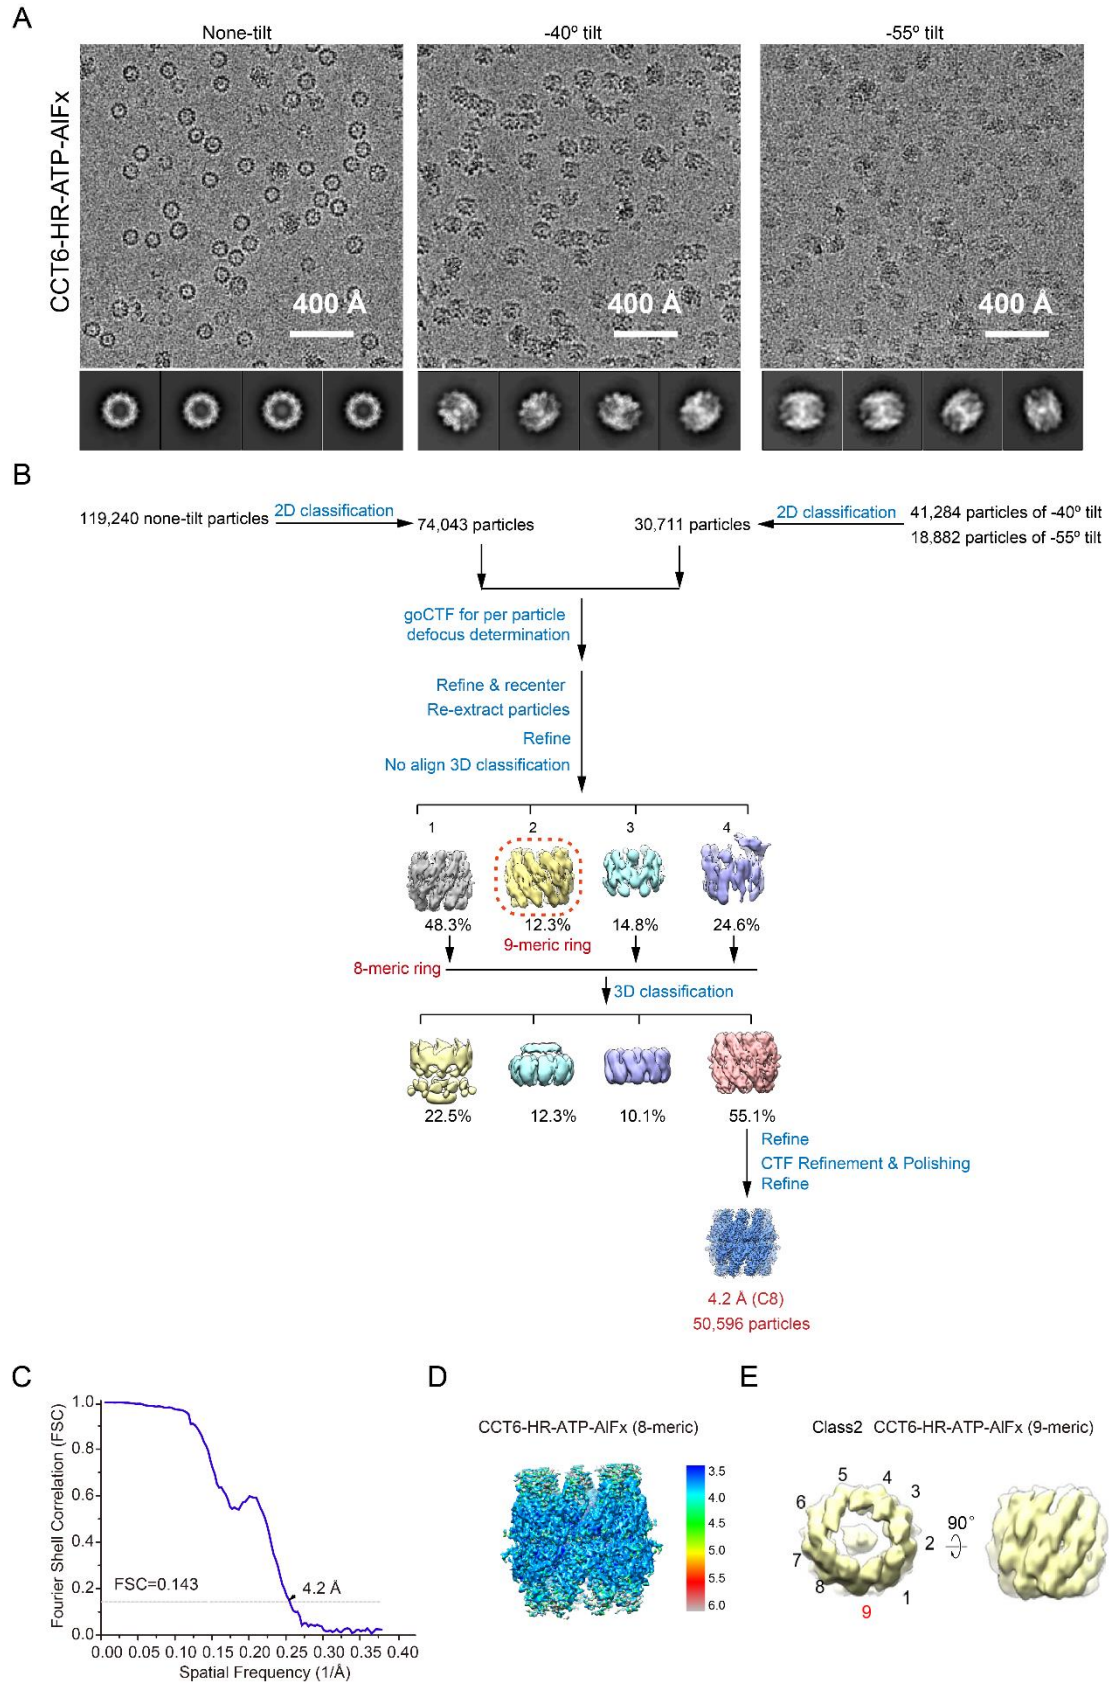 A
None-tilt
-40º tilt
-55º tilt
CCT6-HR-ATP-AlFx
400 Å
400 Å
400 Å
B
119,240 none-tilt particles
2D classification
74,043 particles
30,711 particles
2D classification
41,284 particles of -40º tilt
18,882 particles of -55º tilt
goCTF for per particle
defocus determination
Refine & recenter
Re-extract particles
Refine
No align 3D classification
1
2
3
4
48.3%
12.3%
14.8%
24.6%
9-meric ring
8-meric ring
3D classification
22.5%
12.3%
10.1%
55.1%
Refine
CTF Refinement & Polishing
Refine
4.2 Å (C8)
50,596 particles
C
Fourier Shell Correlation (FSC)
1.0
0.8
0.6
0.4
0.2
0.0
FSC=0.143
4.2 Å
0.00 0.05 0.10 0.15 0.20 0.25 0.30 0.35 0.40
Spatial Frequency (1/Å)
D
CCT6-HR-ATP-AlFx (8-meric)
3.5
4.0
4.5
5.0
5.5
6.0
E
Class2 CCT6-HR-ATP-AlFx (9-meric)
5
4
3
6
2
7
8
1
9
90°